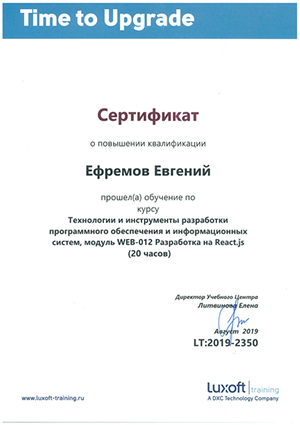 Time to Upgrade
Сертификат
о повышении квалификации
Ефремов Евгений
прошел(а) обучение по
курсу
Технологии и инструменты разработки
программного обеспечения и информационных
систем, модуль WEB-012 Разработка на React.js
(20 часов)
Директор Учебного Центра
Литвинова Елена
Август 2019
LT:2019-2350
www.luxoft-training.ru
luxoft training
A DXC Technology Company